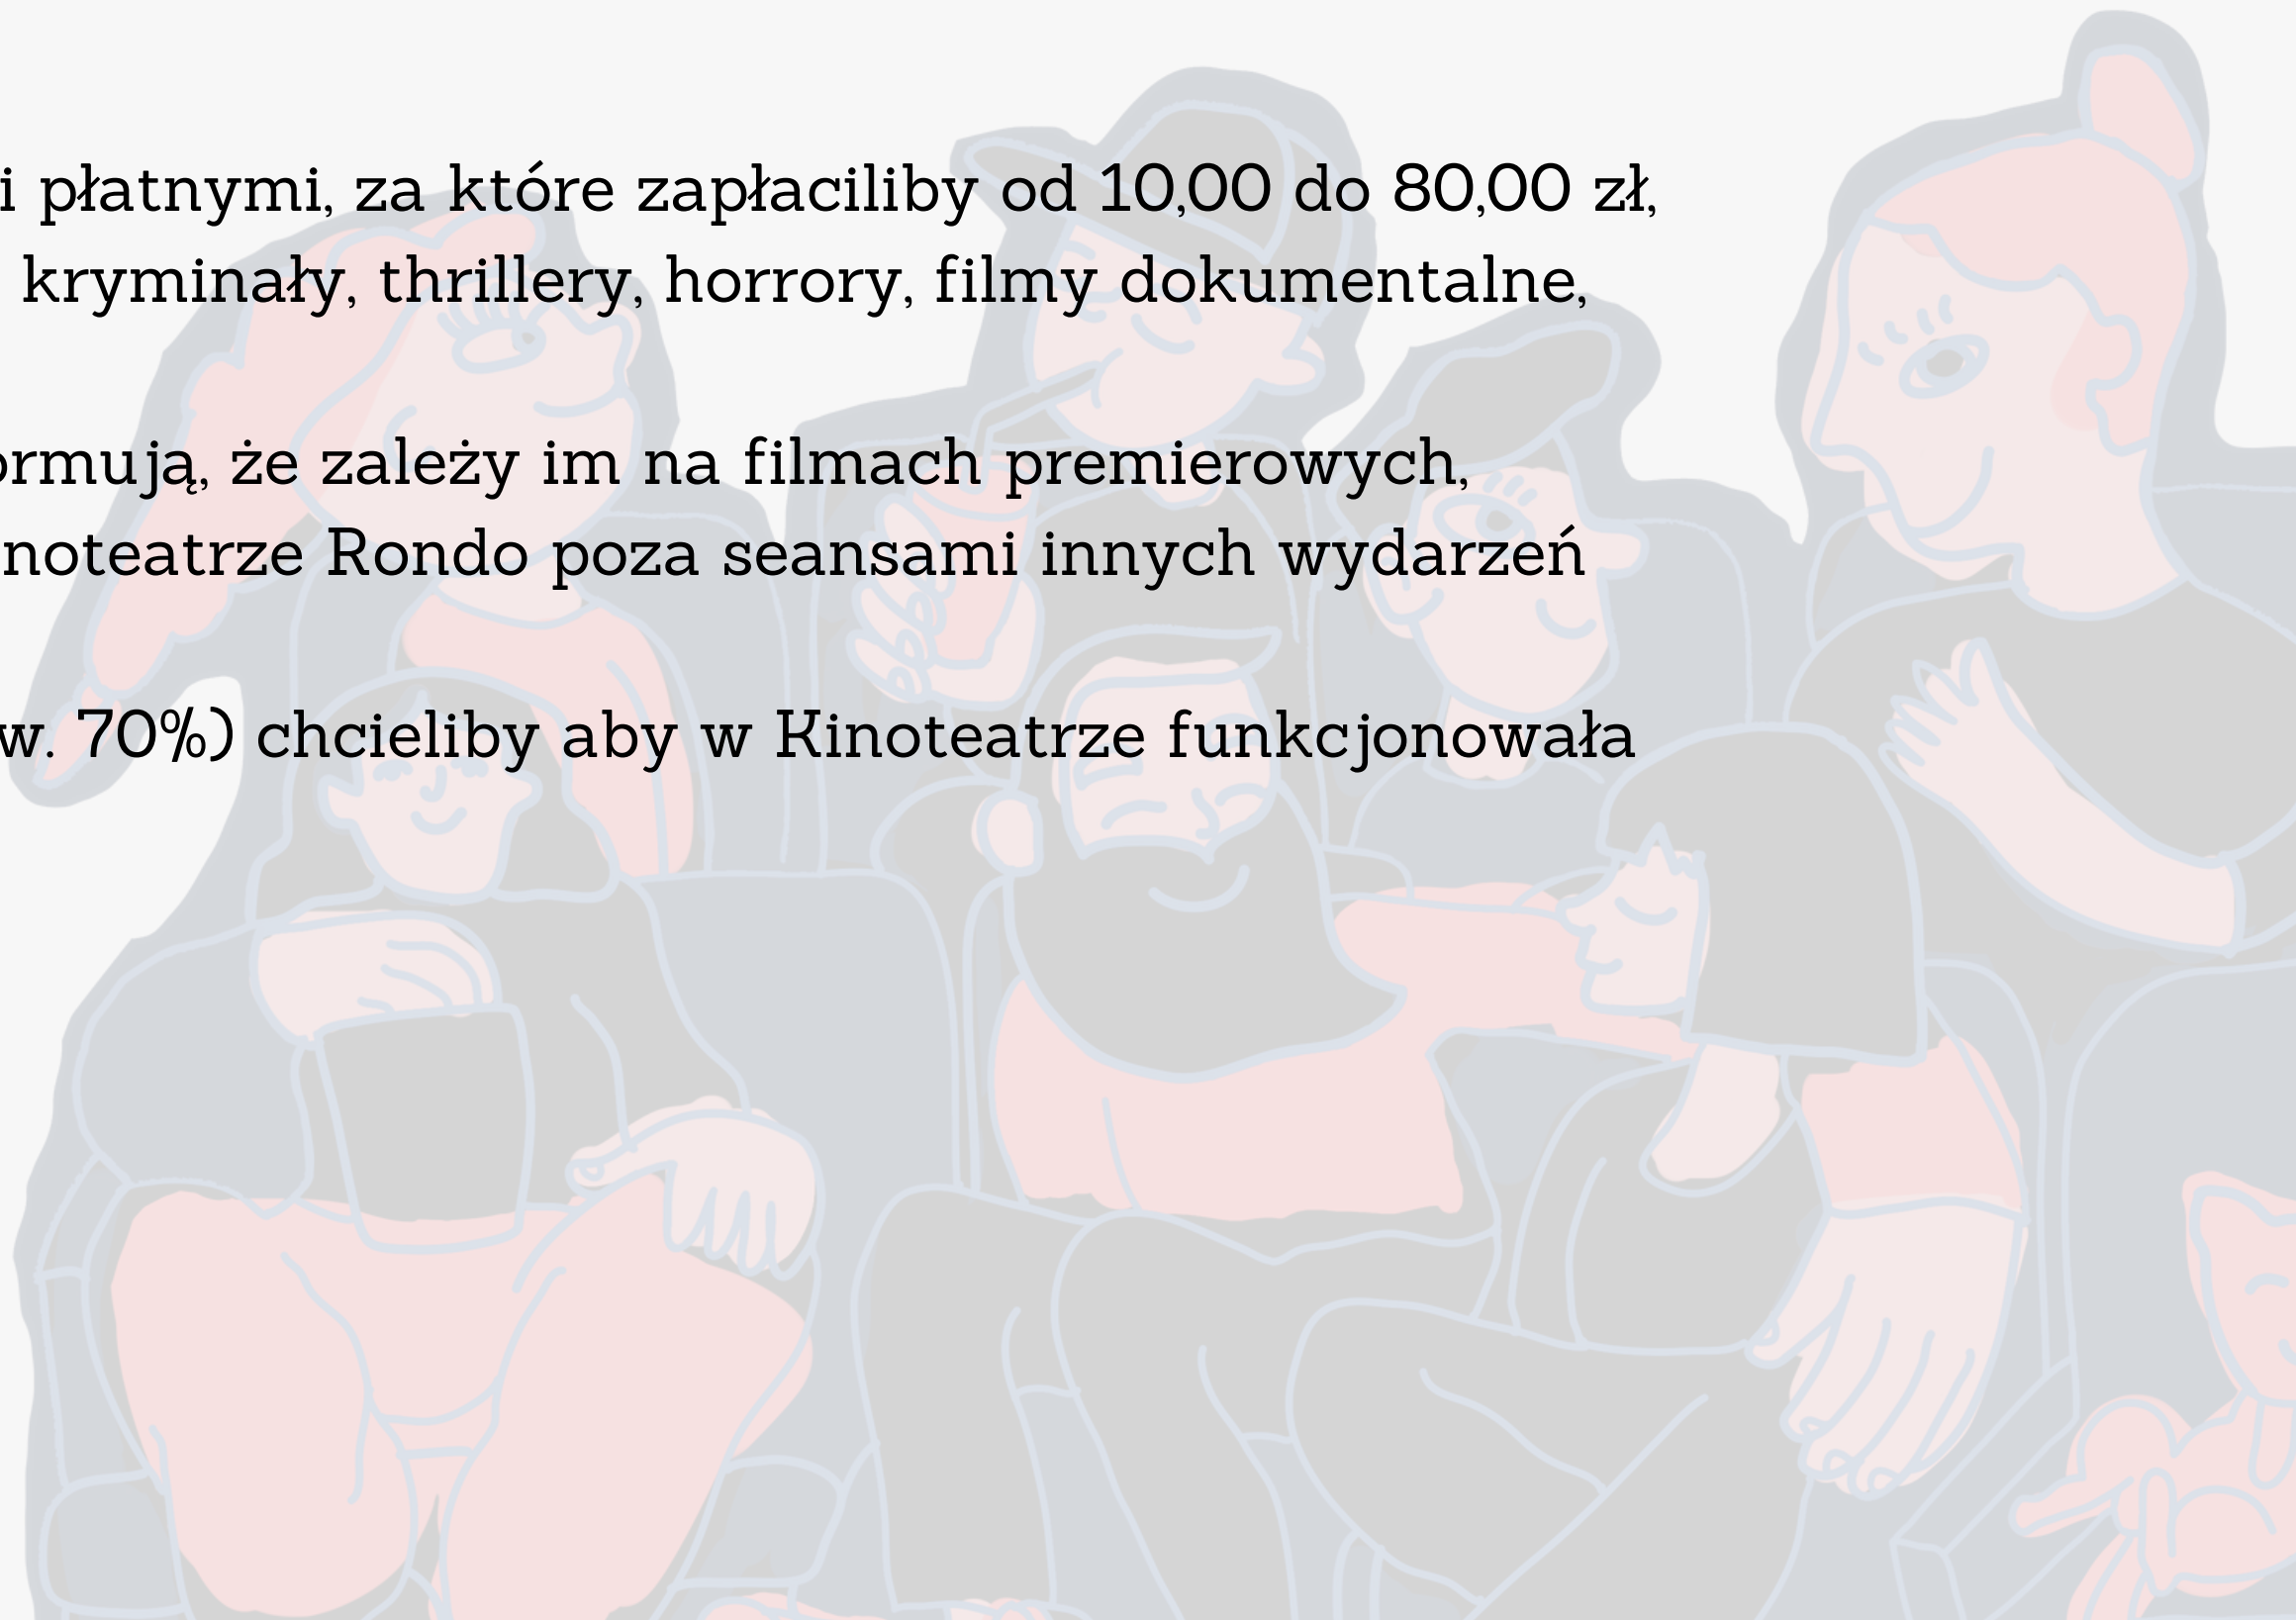 i płatnymi, za które zapłaciliby od 10,00 do 80,00 zł,
kryminały, thrillery, horrory, filmy dokumentalne,
ormują, że zależy im na filmach premierowych,
noteatrze Rondo poza seansami innych wydarzeń
w. 70%) chcieliby aby w Kinoteatrze funkcjonowała